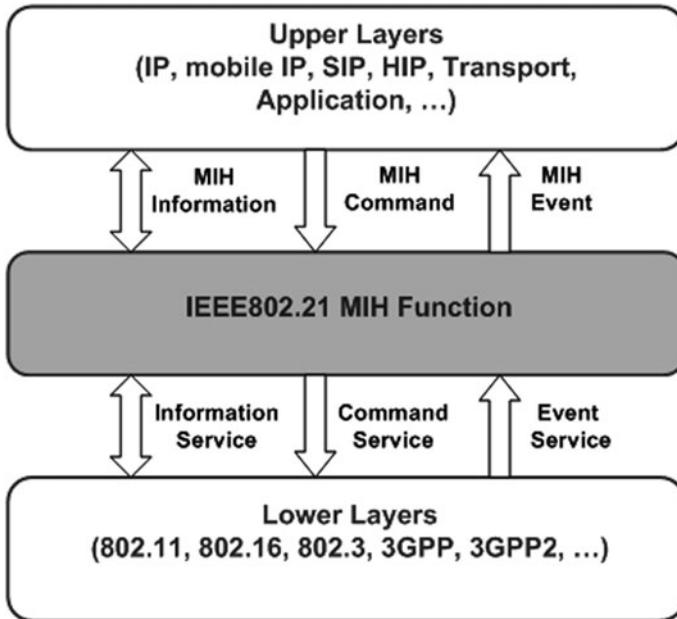 Upper Layers
(IP, mobile IP, SIP, HIP, Transport,
Application, ...)
MIH
Information
MIH
Command
MIH
Event
IEEE802.21 MIH Function
Information
Service
Command
Service
Event
Service
Lower Layers
(802.11, 802.16, 802.3, 3GPP, 3GPP2, ...)